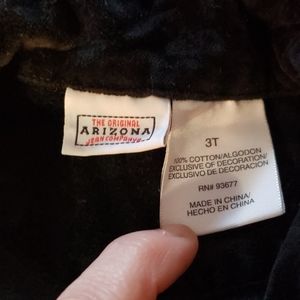 THE ORIGINAL
ARIZONA
JEAN COMPANY
3T
100% COTTON/ALGODON
EXCLUSIVE OF DECORATION/
EXCLUSIVO DE DECORACION
RN# 93677
MADE IN CHINA/
HECHO EN CHINA